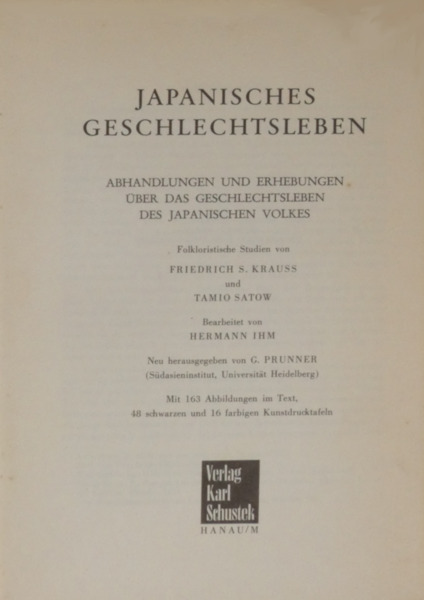 JAPANISCHES
GESCHLECHTSLEBEN
ABHANDLUNGEN UND ERHEBUNGEN
ÜBER DAS GESCHLECHTSLEBEN
DES JAPANISCHEN VOLKES
Folkloristische Studien von
FRIEDRICH S. KRAUSS
und
TAMIO SATOW
Bearbeitet von
HERMANN IHM
Neu herausgegeben von G. PRUNNER
(Südasieninstitut, Universität Heidelberg)
Mit 163 Abbildungen im Text,
48 schwarzen und 16 farbigen Kunstdrucktafeln
Verlag
Karl
Schustek
HANAU/M